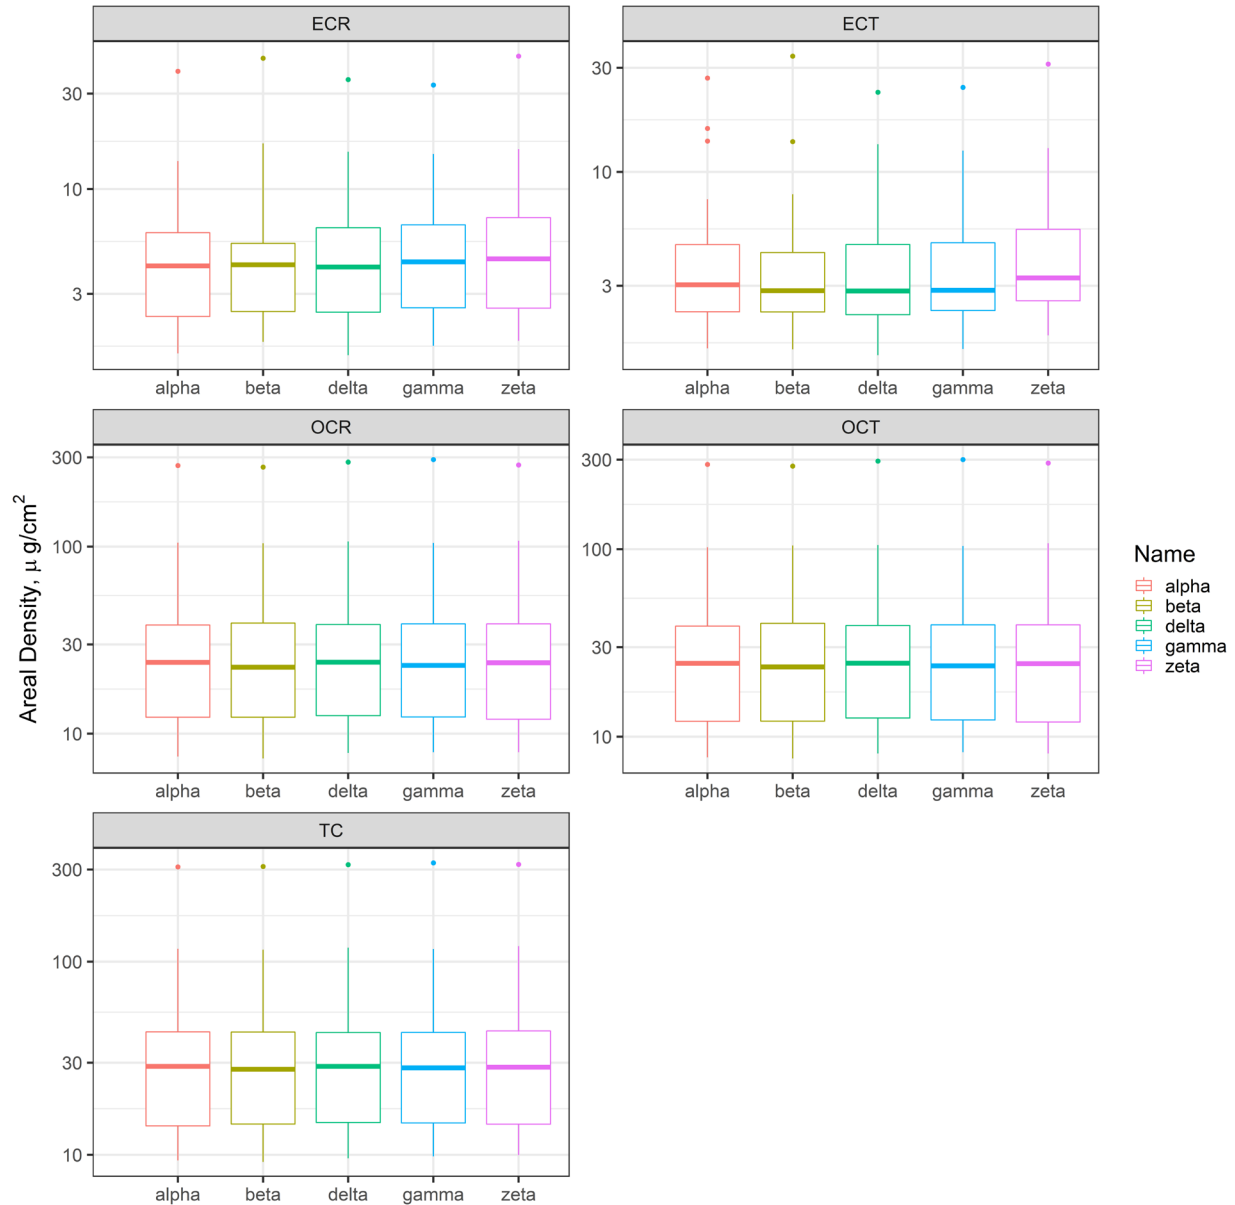 ECR
30
10
3
alpha beta delta gamma zeta
ECT
30
10
3
alpha beta delta gamma zeta
OCR
300
100
30
10
alpha beta delta gamma zeta
OCT
300
100
30
10
alpha beta delta gamma zeta
TC
300
100
30
10
alpha beta delta gamma zeta
Areal Density, μ g/cm²
Name
alpha
beta
delta
gamma
zeta